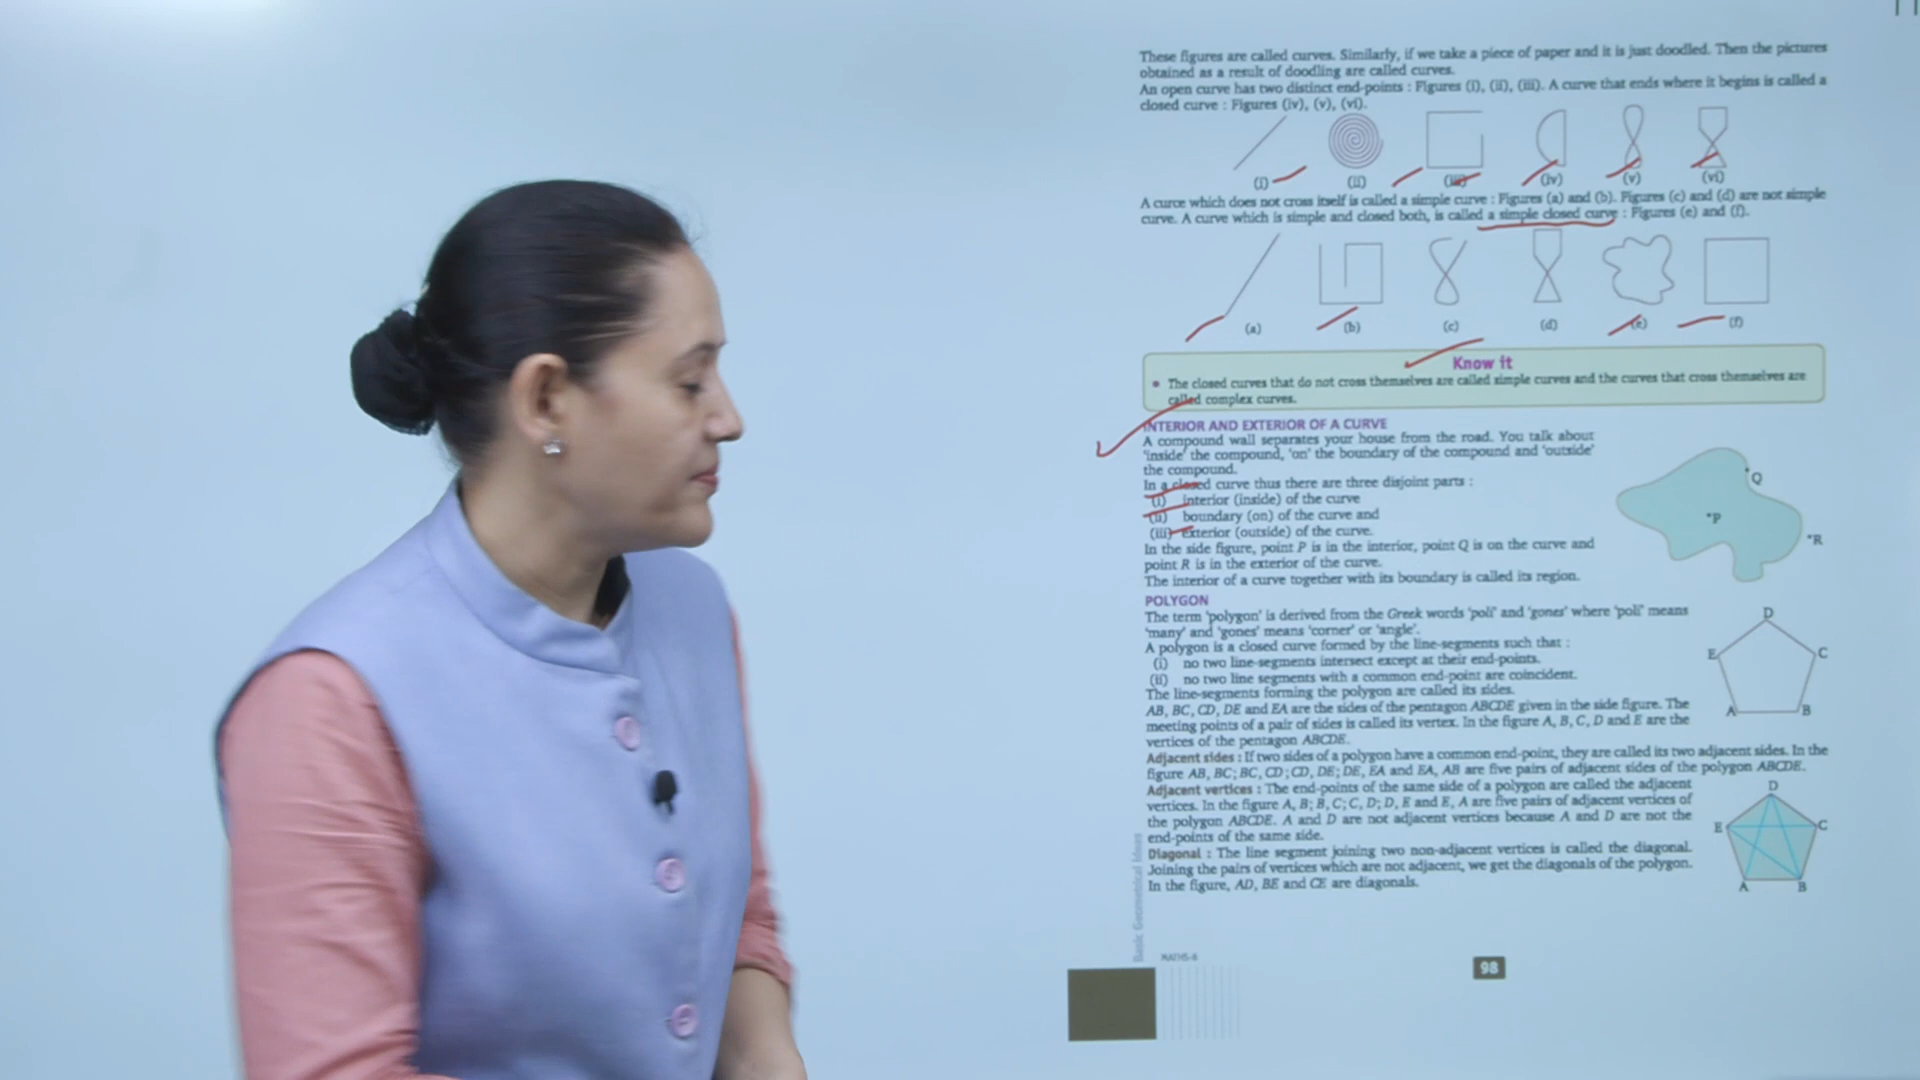 These figures are called curves. Similarly, if we take a piece of paper and it is just doodled. Then the pictures
obtained as a result of doodling are called curves.
An open curve has two distinct end-points : Figures (i), (ii), (iii). A curve that ends where it begins is called a
closed curve : Figures (iv), (v), (vi).
(i) (ii) (iii) (iv) (v) (vi)
A curce which does not cross itself is called a simple curve : Figures (a) and (b). Figures (c) and (d) are not simple
curve. A curve which is simple and closed both, is called a simple closed curve : Figures (e) and (f).
(a) (b) (c) (d) (e) (f)
Know it
• The closed curves that do not cross themselves are called simple curves and the curves that cross themselves are
called complex curves.
INTERIOR AND EXTERIOR OF A CURVE
A compound wall separates your house from the road. You talk about
'inside' the compound, 'on' the boundary of the compound and 'outside'
the compound.
In a closed curve thus there are three disjoint parts :
(i) interior (inside) of the curve
(ii) boundary (on) of the curve and
(iii) exterior (outside) of the curve.
In the side figure, point P is in the interior, point Q is on the curve and
point R is in the exterior of the curve.
The interior of a curve together with its boundary is called its region.
Q
P
R
POLYGON
The term 'polygon' is derived from the Greek words 'poli' and 'gones' where 'poli' means
'many' and 'gones' means 'corner' or 'angle'.
A polygon is a closed curve formed by the line-segments such that :
(i) no two line-segments intersect except at their end-points.
(ii) no two line segments with a common end-point are coincident.
The line-segments forming the polygon are called its sides.
AB, BC, CD, DE and EA are the sides of the pentagon ABCDE given in the side figure. The
meeting points of a pair of sides is called its vertex. In the figure A, B, C, D and E are the
vertices of the pentagon ABCDE.
D
E C
A B
Adjacent sides : If two sides of a polygon have a common end-point, they are called its two adjacent sides. In the
figure AB, BC; BC, CD; CD, DE; DE, EA and EA, AB are five pairs of adjacent sides of the polygon ABCDE.
Adjacent vertices : The end-points of the same side of a polygon are called the adjacent
vertices. In the figure A, B; B, C; C, D; D, E and E, A are five pairs of adjacent vertices of
the polygon ABCDE. A and D are not adjacent vertices because A and D are not the
end-points of the same side.
Diagonal : The line segment joining two non-adjacent vertices is called the diagonal.
Joining the pairs of vertices which are not adjacent, we get the diagonals of the polygon.
In the figure, AD, BE and CE are diagonals.
D
E C
A B
Basic Geometrical Ideas
MATHS-6
98